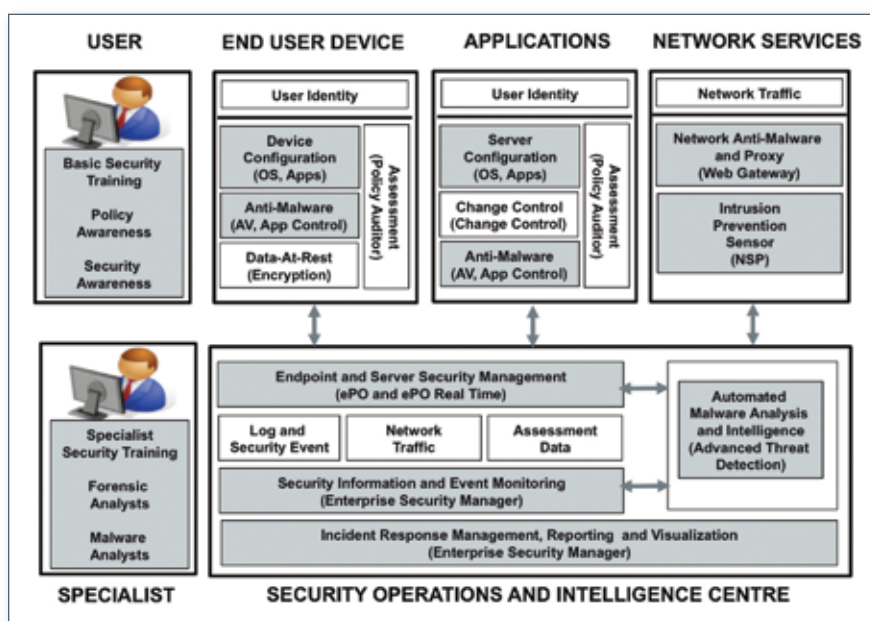 USER
END USER DEVICE
APPLICATIONS
NETWORK SERVICES
Basic Security
Training
Policy
Awareness
Security
Awareness
User Identity
Device
Configuration
(OS, Apps)
Anti-Malware
(AV, App Control)
Data-At-Rest
(Encryption)
Assessment
(Policy Auditor)
User Identity
Server
Configuration
(OS, Apps)
Change Control
(Change Control)
Anti-Malware
(AV, App Control)
Assessment
(Policy Auditor)
Network Traffic
Network Anti-Malware
and Proxy
(Web Gateway)
Intrusion
Prevention
Sensor
(NSP)
Specialist
Security Training
Forensic
Analysts
Malware
Analysts
SPECIALIST
Endpoint and Server Security Management
(ePO and ePO Real Time)
Log and
Security Event
Network
Traffic
Assessment
Data
Security Information and Event Monitoring
(Enterprise Security Manager)
Automated
Malware Analysis
and Intelligence
(Advanced Threat
Detection)
Incident Response Management, Reporting and Visualization
(Enterprise Security Manager)
SECURITY OPERATIONS AND INTELLIGENCE CENTRE